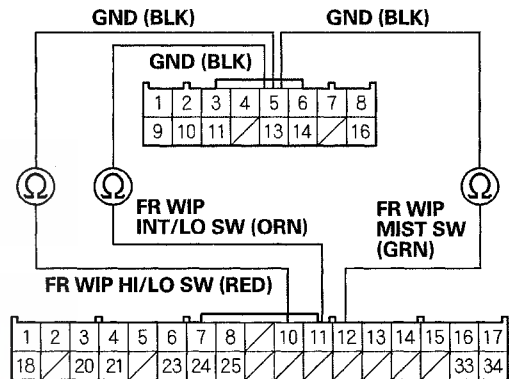 GND (BLK) GND (BLK)
GND (BLK)
1 2 3 4 5 6 7 8
9 10 11 13 14 16
Ω Ω Ω
FR WIP
INT/LO SW (ORN)
FR WIP
MIST SW
(GRN)
FR WIP HI/LO SW (RED)
1 2 3 4 5 6 7 8 10 11 12 13 14 15 16 17
18 20 21 23 24 25 33 34